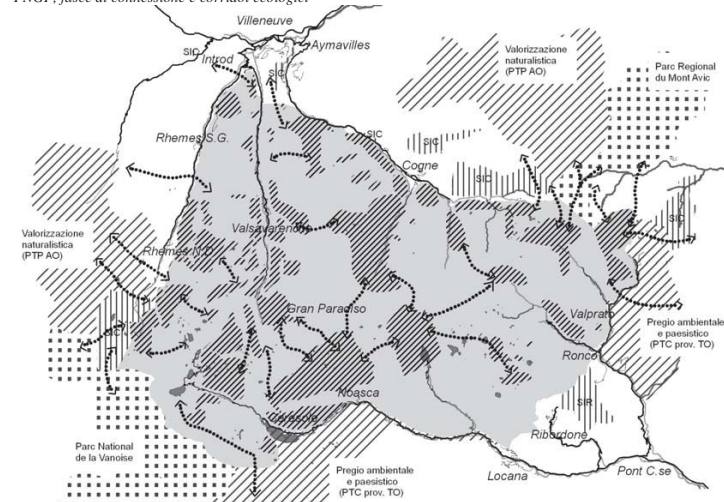 PNGP, fasce di connessione e corridoi ecologici
Villeneuve
SIC
Introd
Aymavilles
SIC
Valorizzazione
naturalistica
(PTP AO)
Parc Regional
du Mont Avic
Rhemes S.G.
SIC
SIC
Cogne
SIC
SIC
Valorizzazione
naturalistica
(PTP AO)
Valsavarenche
Rhemes N.D.
SIC
Gran Paradiso
Valprato
Pregio ambientale
e paesistico
(PTC prov. TO)
Ronco
Noasca
Ceresole
SIR
Ribordone
Parc National
de la Vanoise
Pregio ambientale
e paesistico
(PTC prov. TO)
Locana
Pont C.se